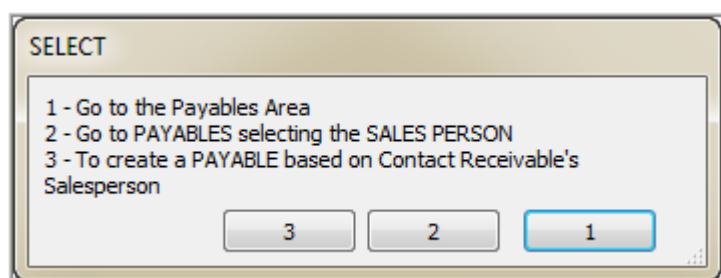 SELECT
1 - Go to the Payables Area
2 - Go to PAYABLES selecting the SALES PERSON
3 - To create a PAYABLE based on Contact Receivable's
Salesperson
3 2 1